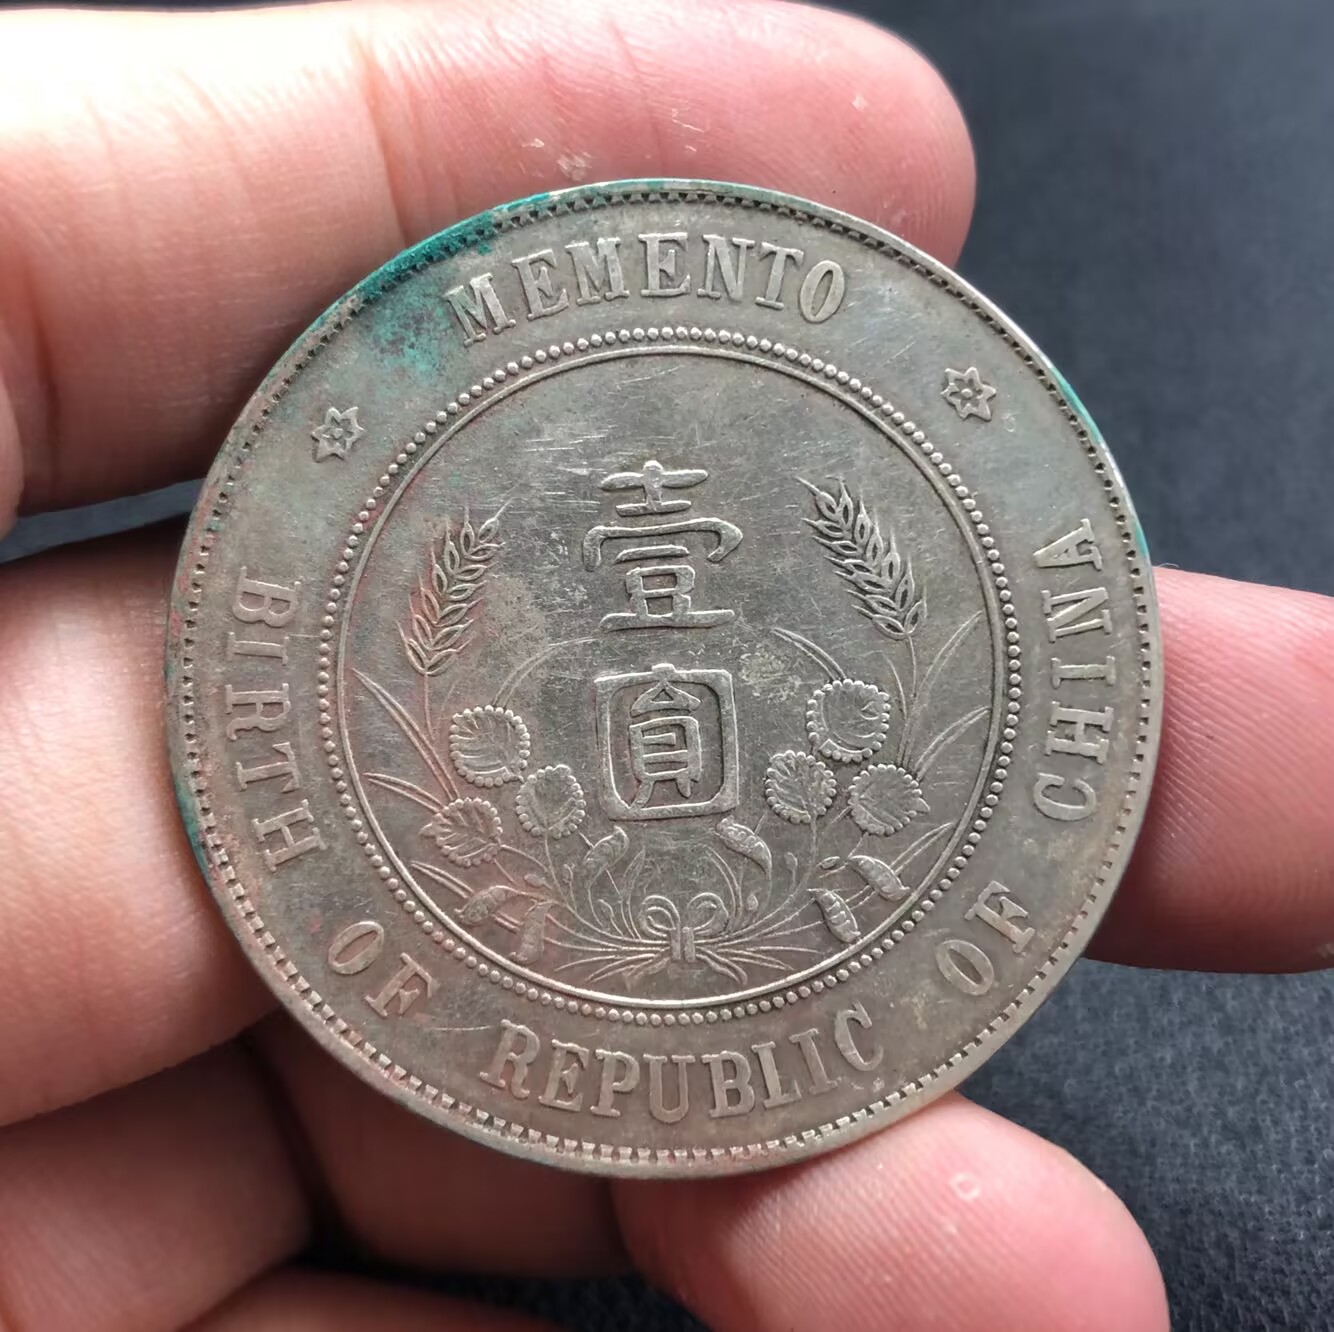 MEMENTO
壹
圓
BIRTH OF REPUBLIC OF CHINA